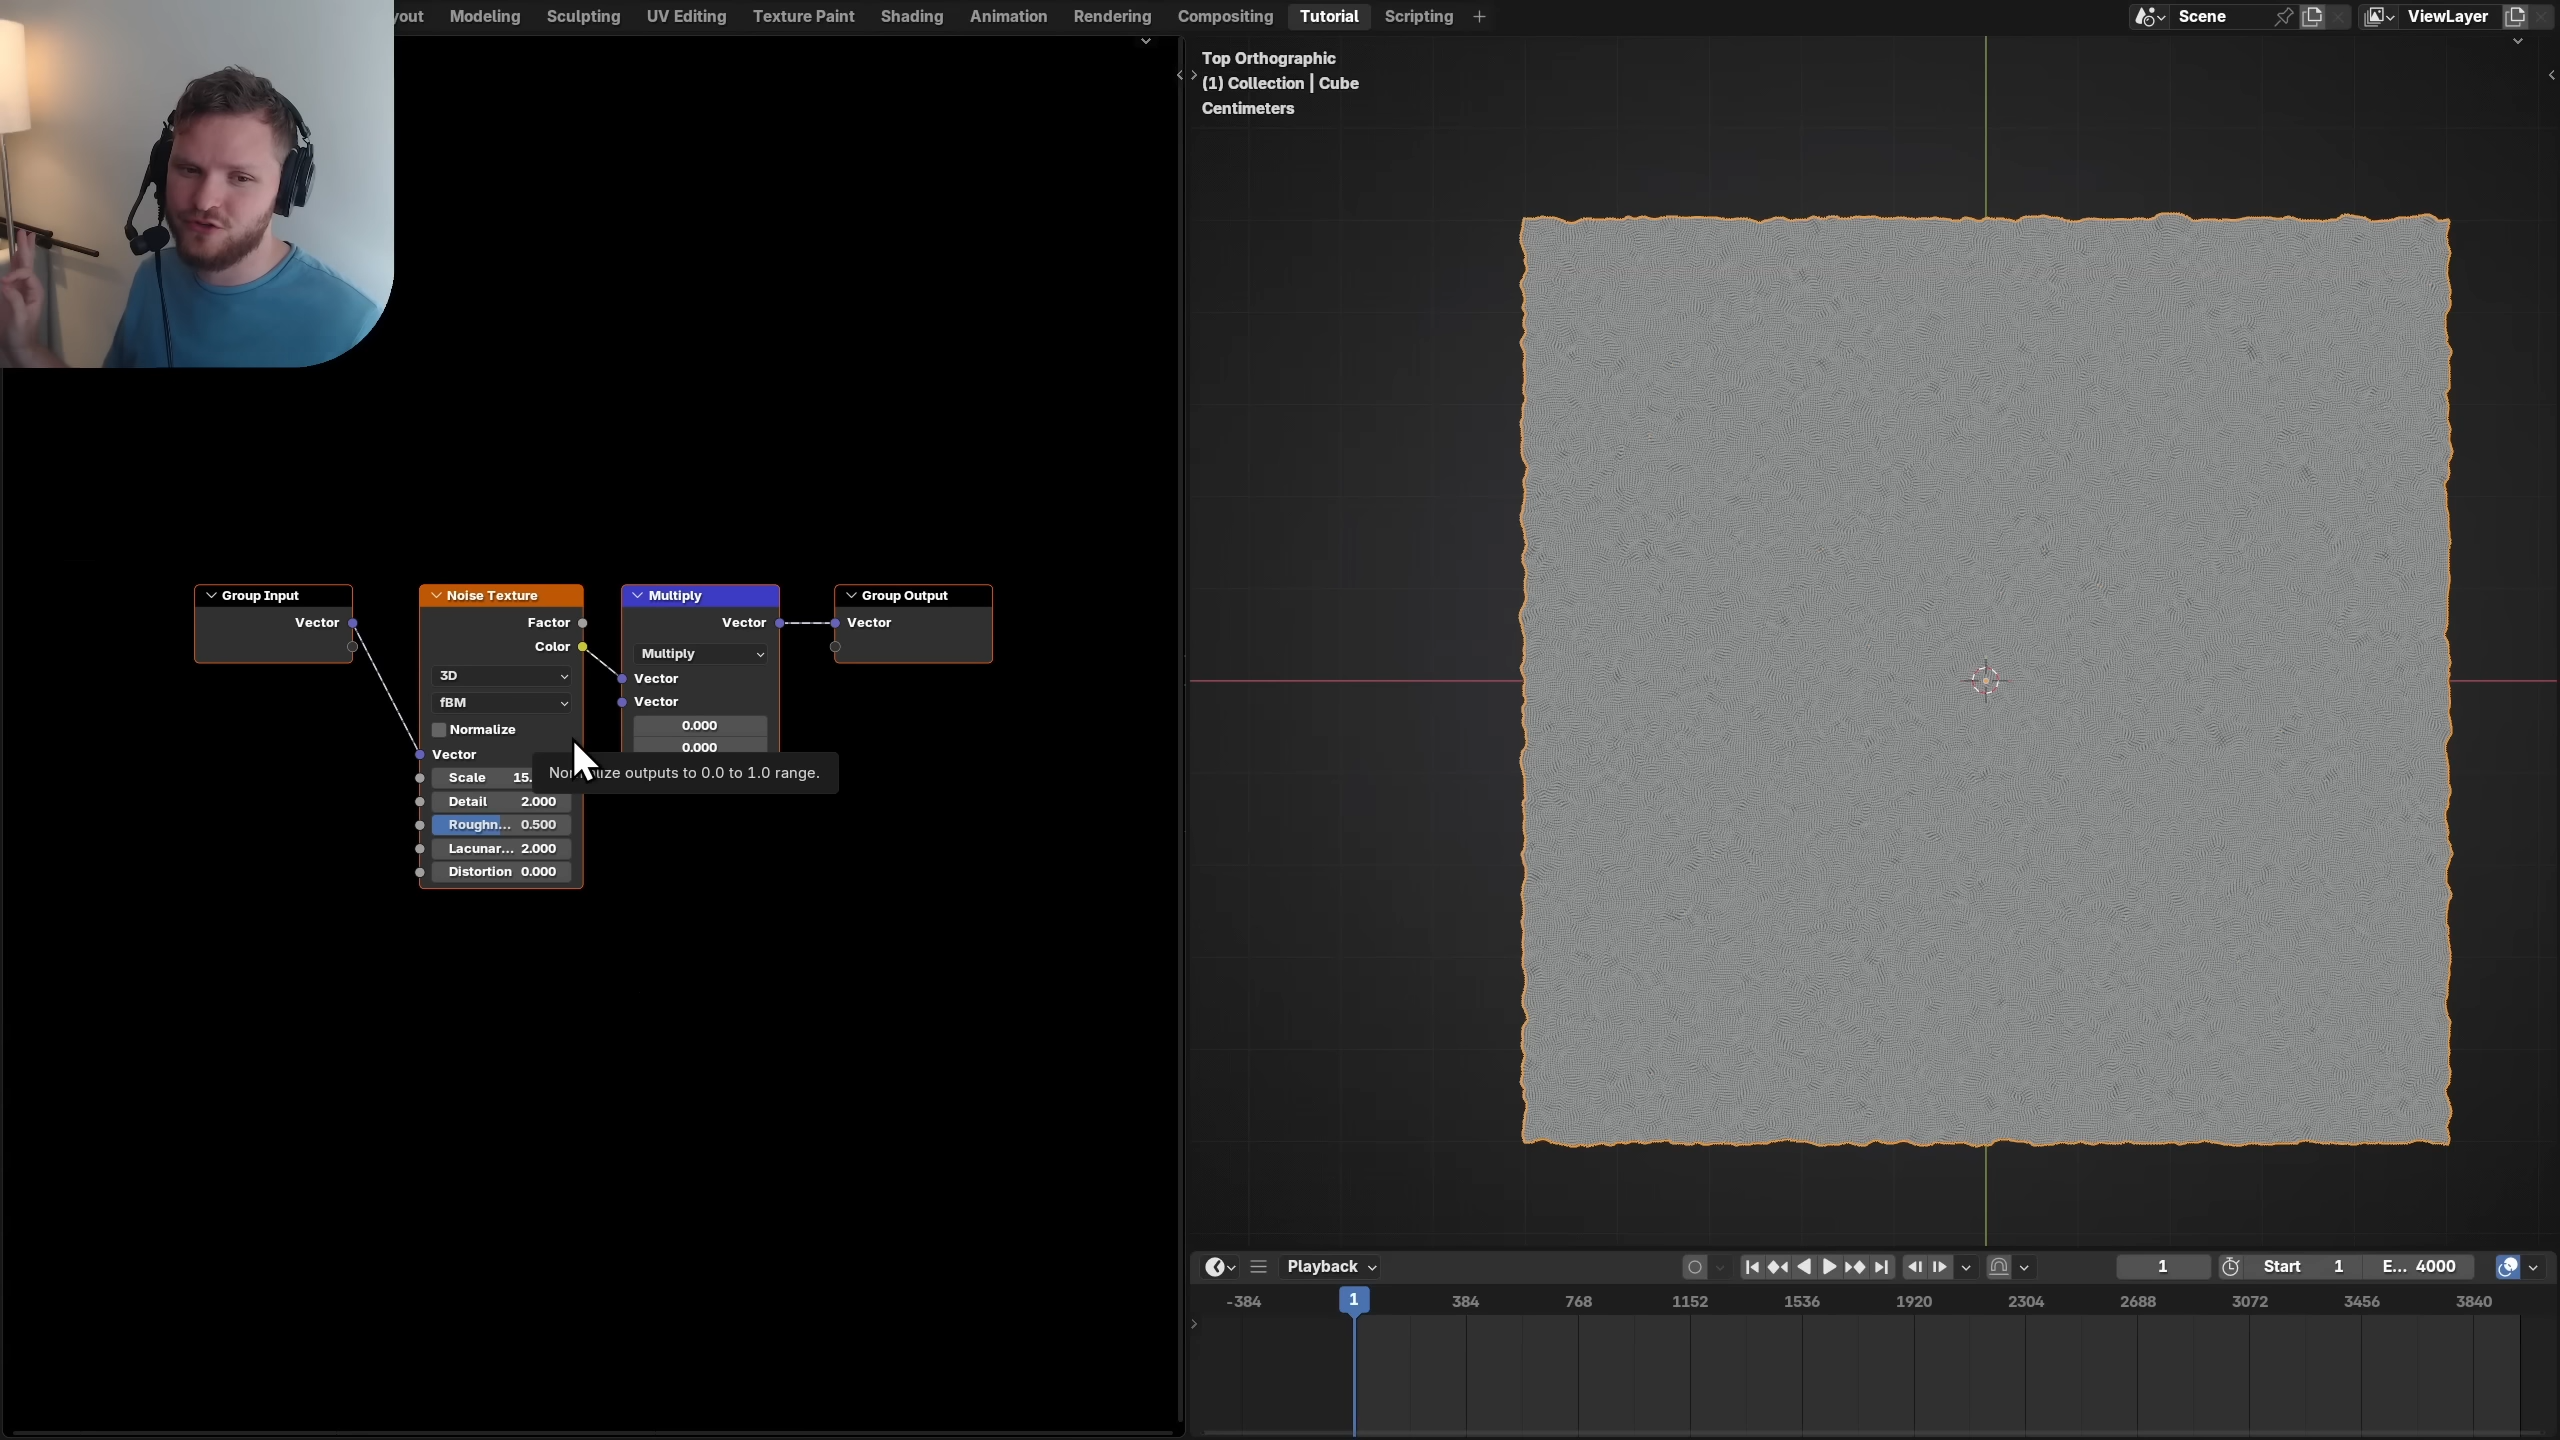 Modeling Sculpting UV Editing Texture Paint Shading Animation Rendering Compositing Tutorial Scripting +
Scene
ViewLayer
Top Orthographic
(1) Collection | Cube
Centimeters
Group Input
Vector
Noise Texture
Factor
Color
3D
fBM
Normalize
Vector
Scale 15.
Detail 2.000
Roughn... 0.500
Lacunar... 2.000
Distortion 0.000
Multiply
Vector
Multiply
Vector
Vector
0.000
0.000
Group Output
Vector
outputs to 0.0 to 1.0 range.
Playback
1
Start 1
E... 4000
-384 1 384 768 1152 1536 1920 2304 2688 3072 3456 3840